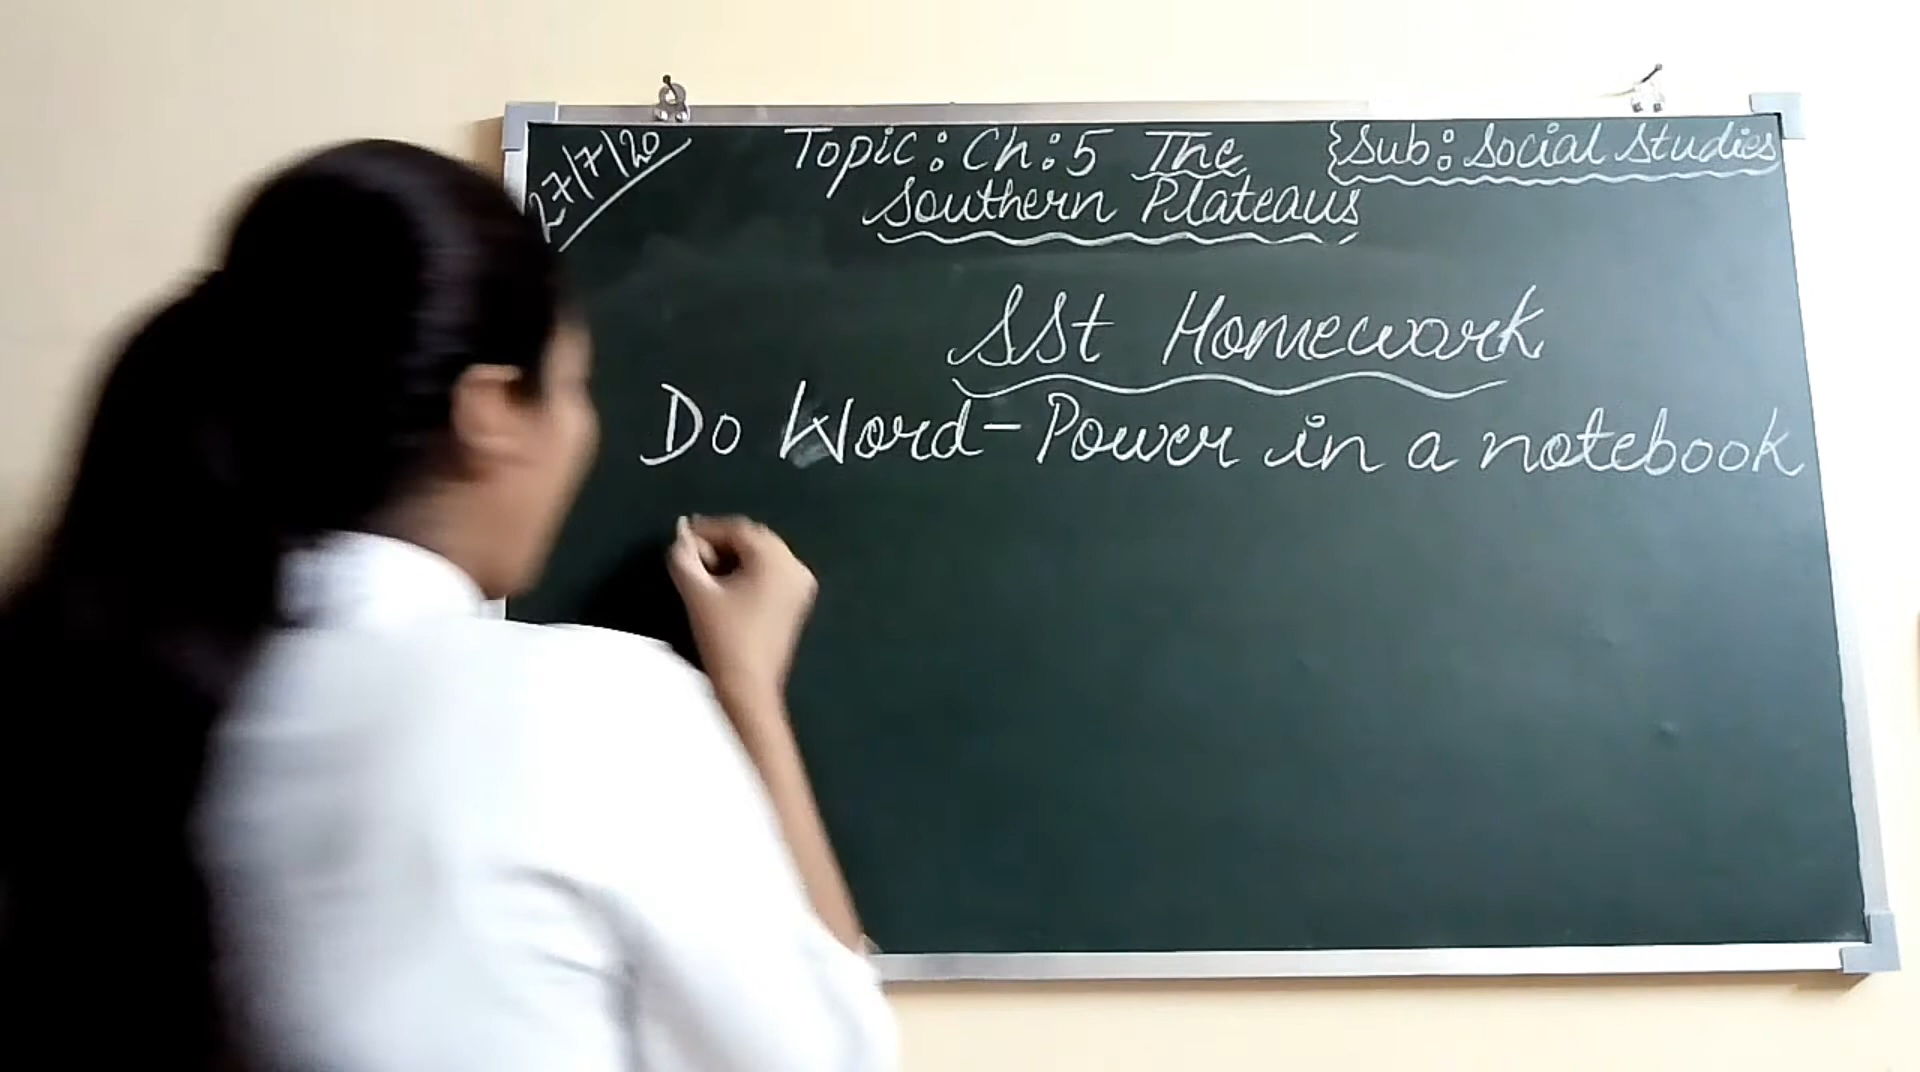 27/7/20
Topic: Ch:5 The
Southern Plateaus
Sub: Social Studies
SSt Homework
Do Word-Power in a notebook